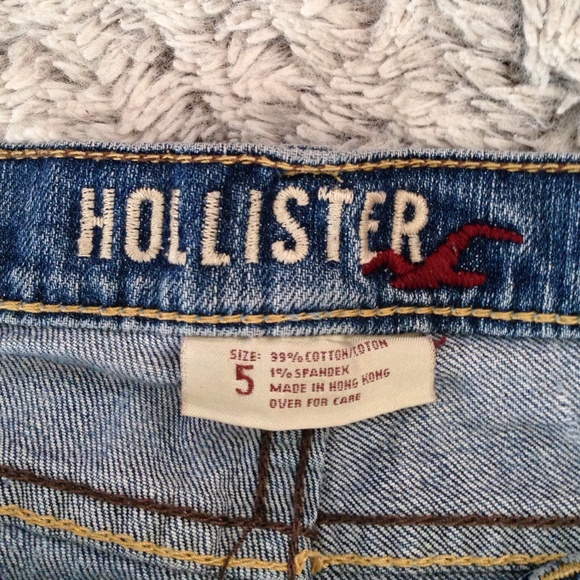 HOLLISTER
SIZE: 99% COTTON/COTON
5 1% SPANDEX
MADE IN HONG KONG
OVER FOR CARE